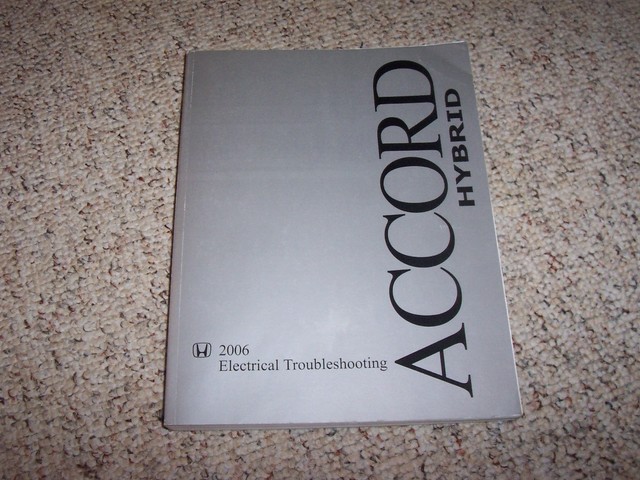 ACCORD
HYBRID
2006
Electrical Troubleshooting